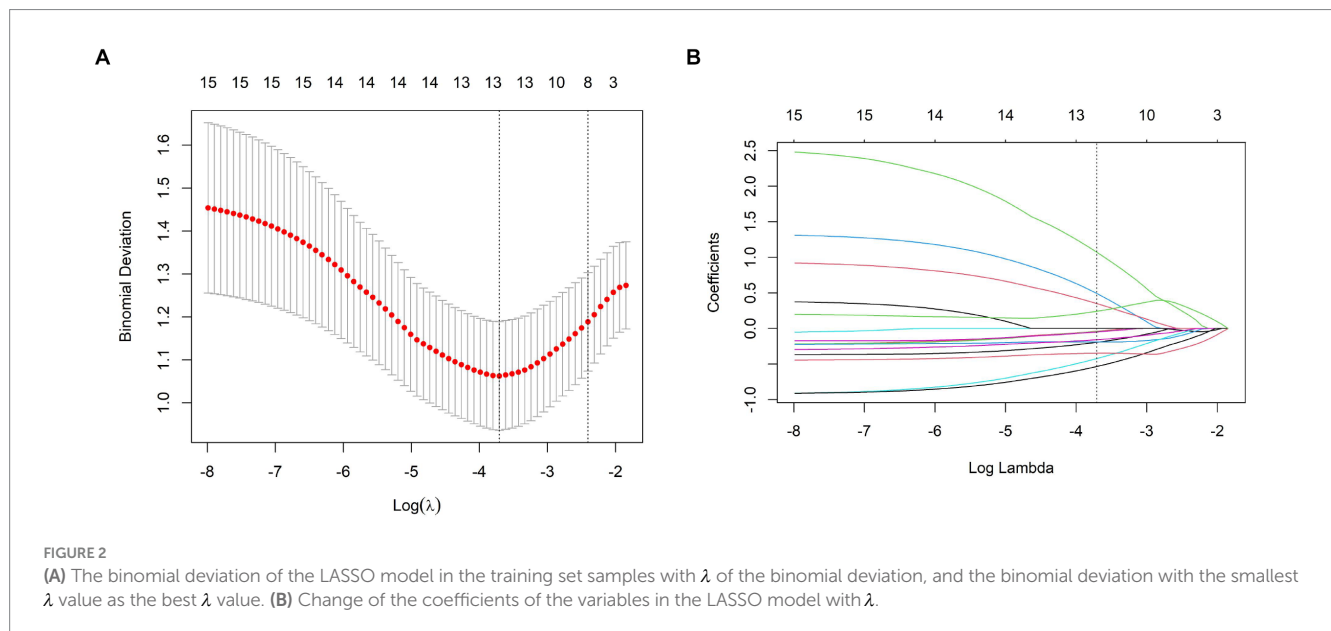 A
15 15 15 15 14 14 14 14 13 13 13 10 8 3
Binomial Deviation
1.6
1.5
1.4
1.3
1.2
1.1
1.0
-8 -7 -6 -5 -4 -3 -2
Log(λ)
B
15 15 14 14 13 10 3
Coefficients
2.5
2.0
1.5
1.0
0.5
0.0
-1.0
-8 -7 -6 -5 -4 -3 -2
Log Lambda
FIGURE 2
(A) The binomial deviation of the LASSO model in the training set samples with λ of the binomial deviation, and the binomial deviation with the smallest
λ value as the best λ value. (B) Change of the coefficients of the variables in the LASSO model with λ.